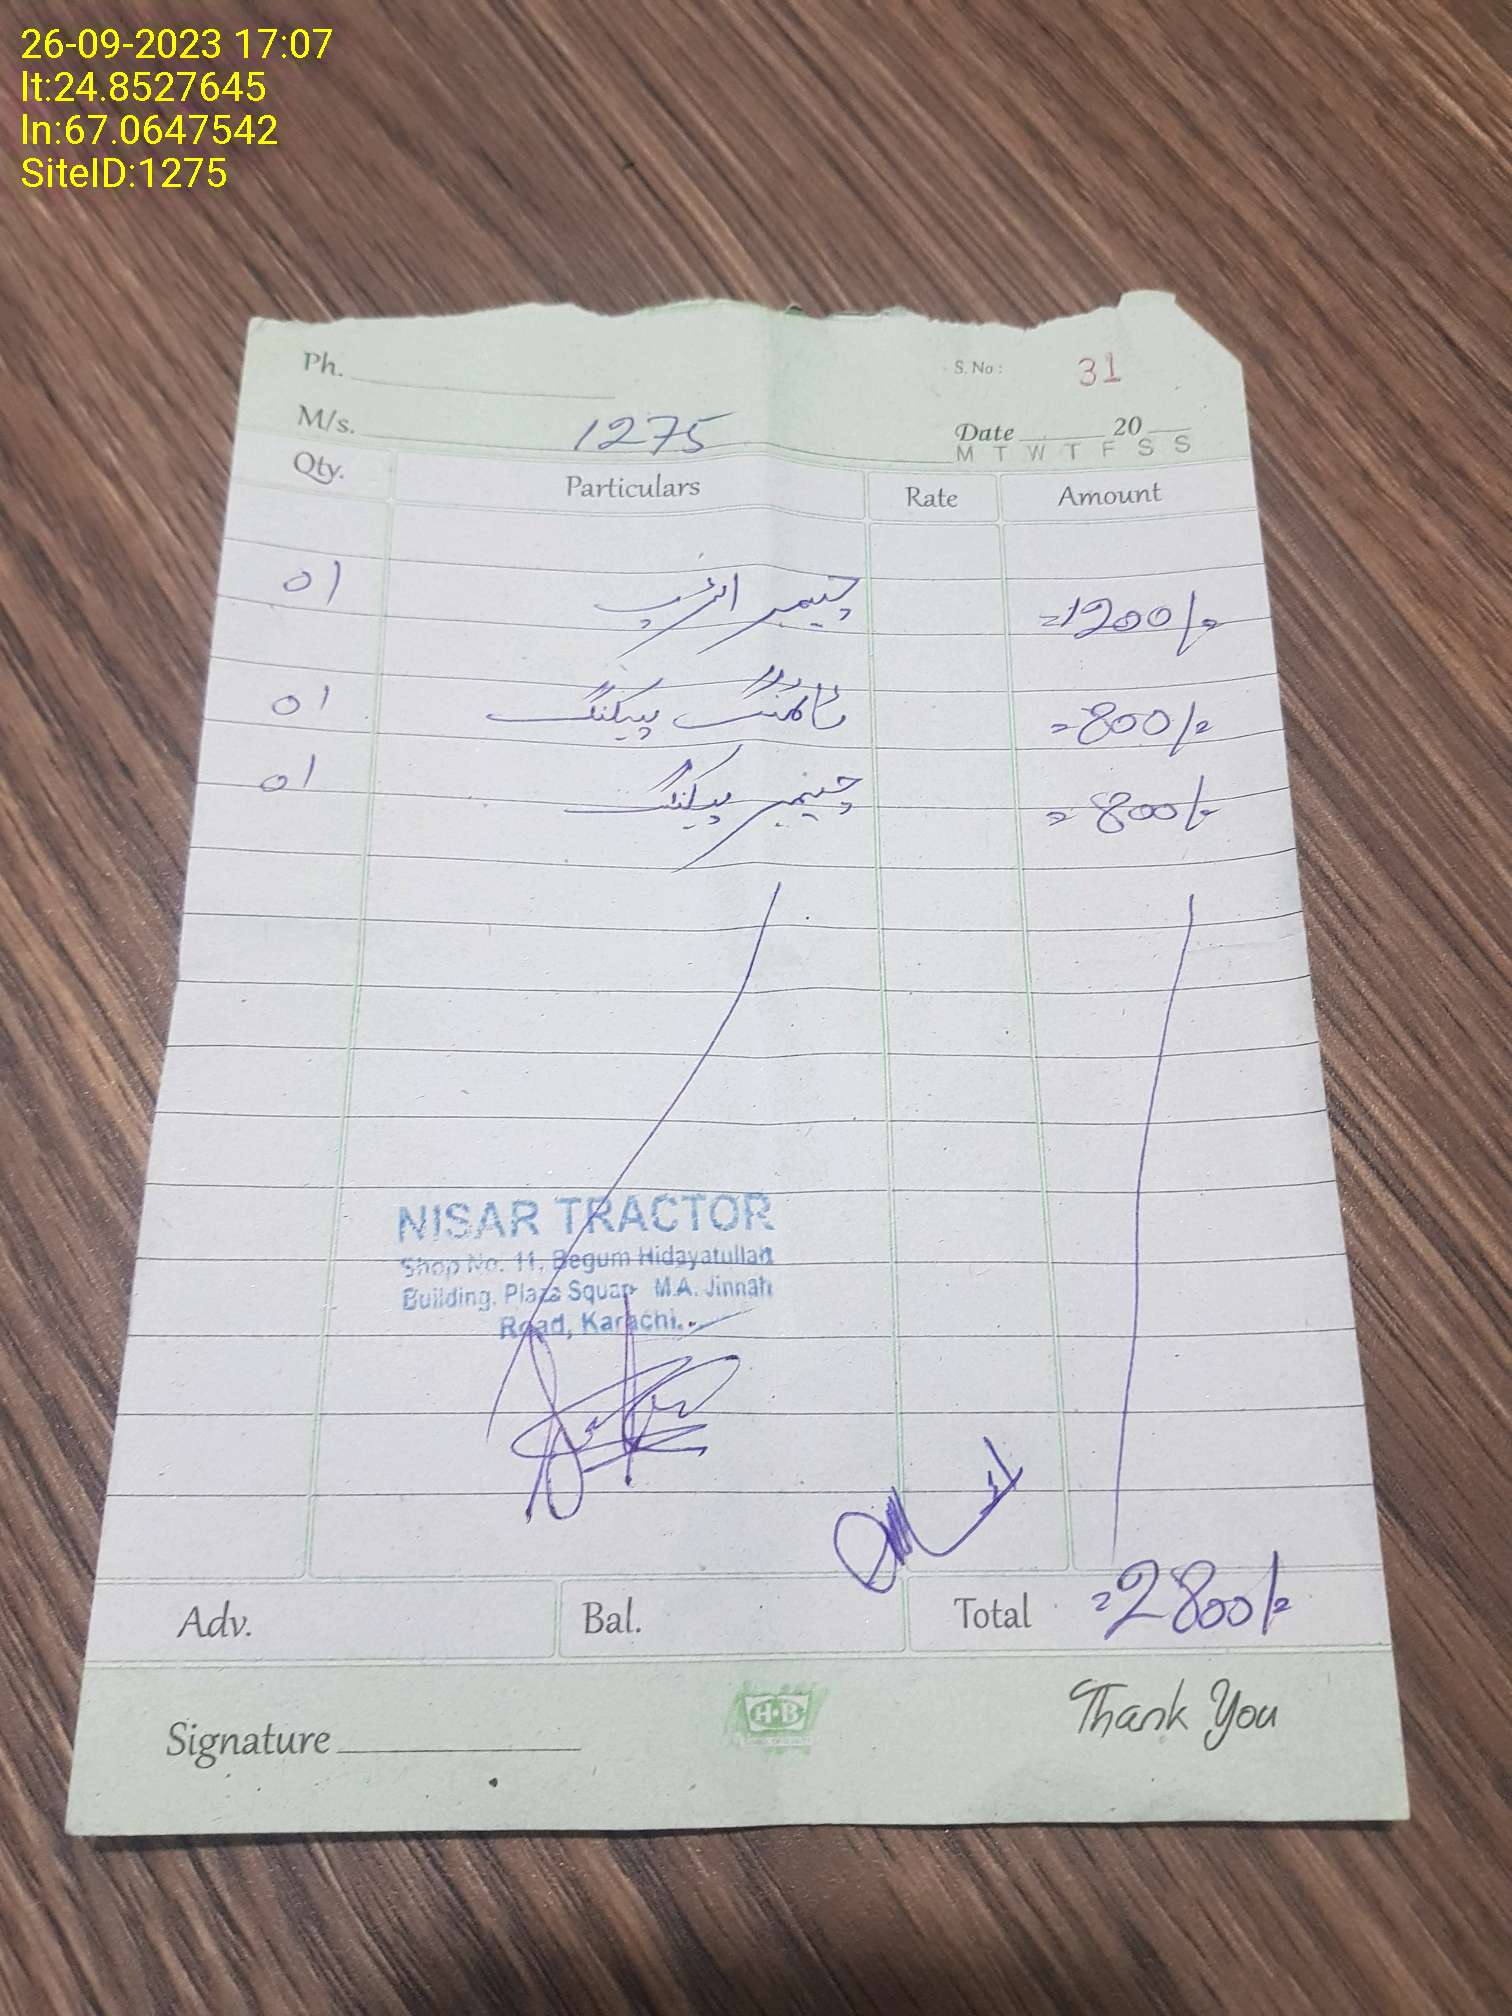 26-09-2023 17:07
lt:24.8527645
ln:67.0647542
SiteID:1275
Ph.
S. No: 31
M/s. 1275
Date 20
M T W T F S S
Qty. Particulars Rate Amount
01 چیمبر =1200/=
01 ٹائمنگ پیکنگ =800/=
01 چیمبر پیکنگ =800/=
NISAR TRACTOR
Shop No. 11, Begum Hidayatullah
Building, Plaza Square M.A. Jinnah
Road, Karachi.
Adv. Bal. Total =2800/=
Signature
H·B
Thank You